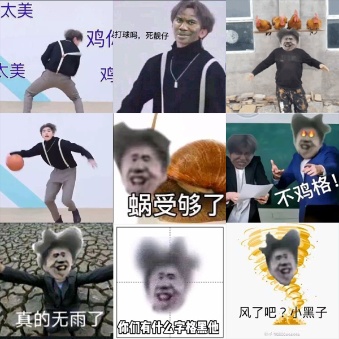 太美
鸡你
太美
打球吗，死靓仔
蜗受够了
不鸡格！
真的无雨了
你们有什么字格黑他
风了吧？小黑子